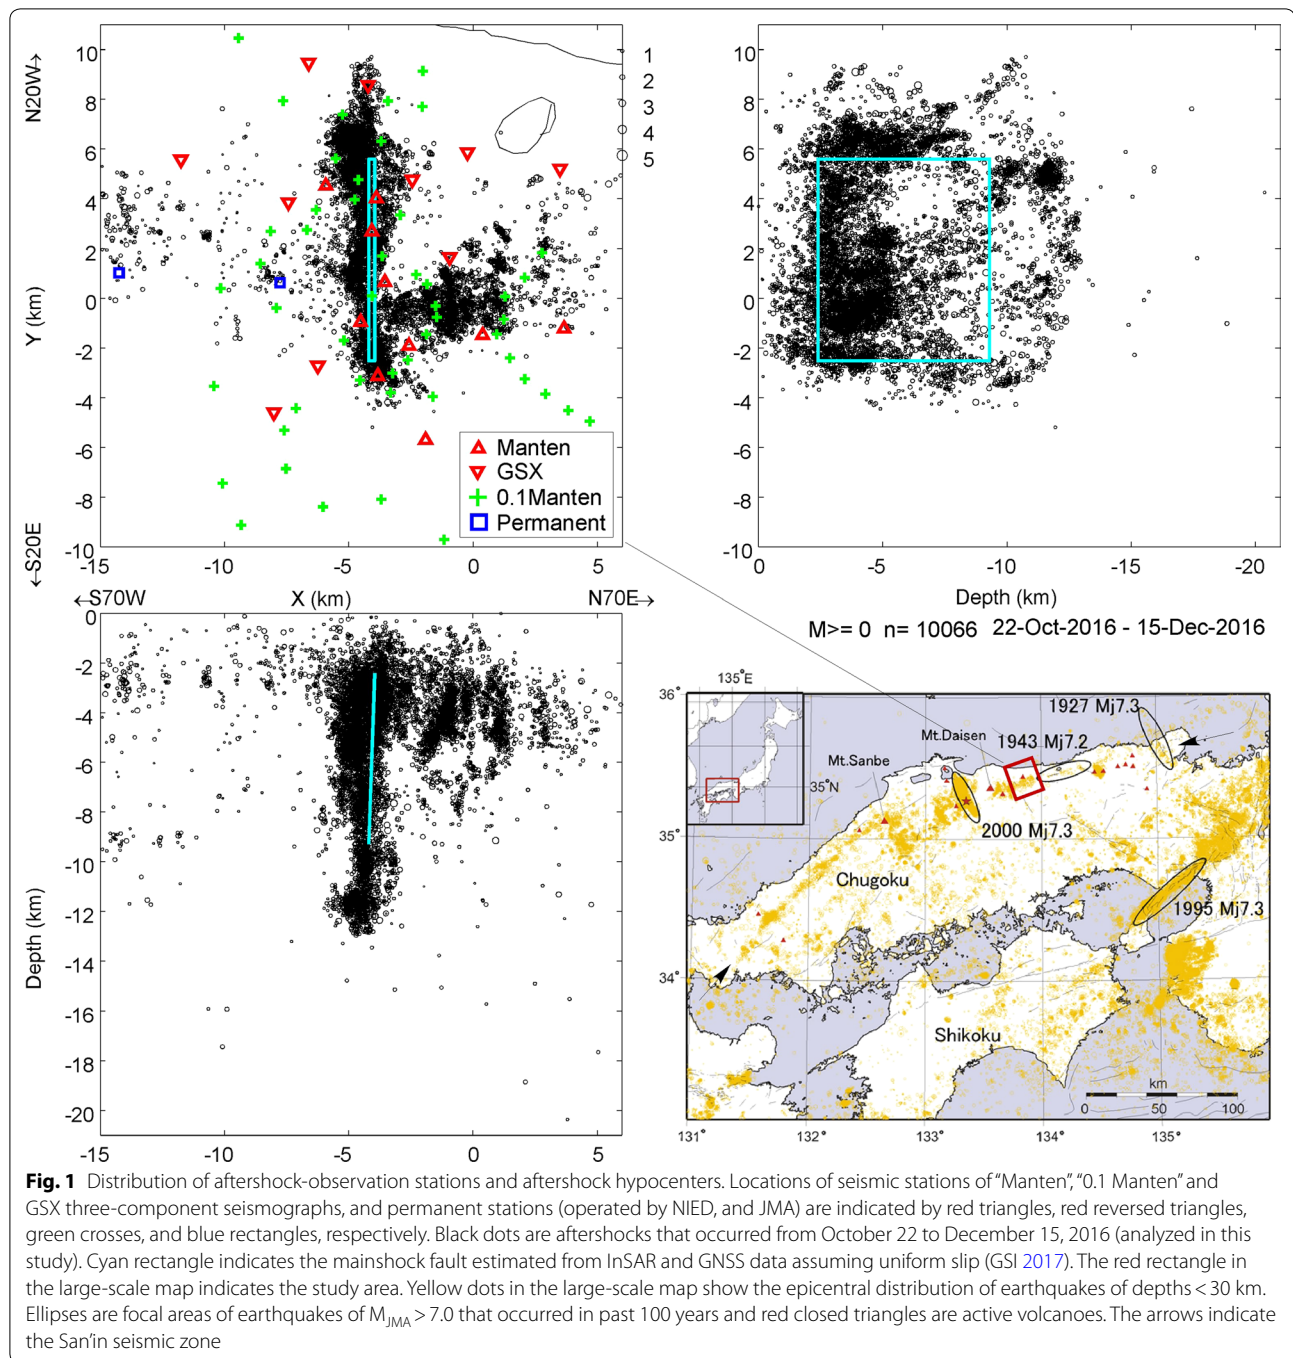 N20W→
10
8
6
4
2
0
-2
-4
-6
-8
-10
Y (km)
←S20E
1
2
3
4
5
Manten
GSX
0.1Manten
Permanent
-15
-10
-5
0
5
←S70W
X (km)
N70E→
10
8
6
4
2
0
-2
-4
-6
-8
-10
0
-5
-10
-15
-20
Depth (km)
M>= 0 n= 10066 22-Oct-2016 - 15-Dec-2016
0
-2
-4
-6
-8
-10
-12
-14
-16
-18
-20
Depth (km)
-15
-10
-5
0
5
135°E
35°N
36°
35°
34°
1927 Mj7.3
1943 Mj7.2
Mt.Daisen
Mt.Sanbe
2000 Mj7.3
Chugoku
1995 Mj7.3
Shikoku
km
0 50 100
131° 132° 133° 134° 135°
Fig. 1 Distribution of aftershock-observation stations and aftershock hypocenters. Locations of seismic stations of “Manten”, “0.1 Manten” and
GSX three-component seismographs, and permanent stations (operated by NIED, and JMA) are indicated by red triangles, red reversed triangles,
green crosses, and blue rectangles, respectively. Black dots are aftershocks that occurred from October 22 to December 15, 2016 (analyzed in this
study). Cyan rectangle indicates the mainshock fault estimated from InSAR and GNSS data assuming uniform slip (GSI 2017). The red rectangle in
the large-scale map indicates the study area. Yellow dots in the large-scale map show the epicentral distribution of earthquakes of depths < 30 km.
Ellipses are focal areas of earthquakes of MJMA > 7.0 that occurred in past 100 years and red closed triangles are active volcanoes. The arrows indicate
the San’in seismic zone